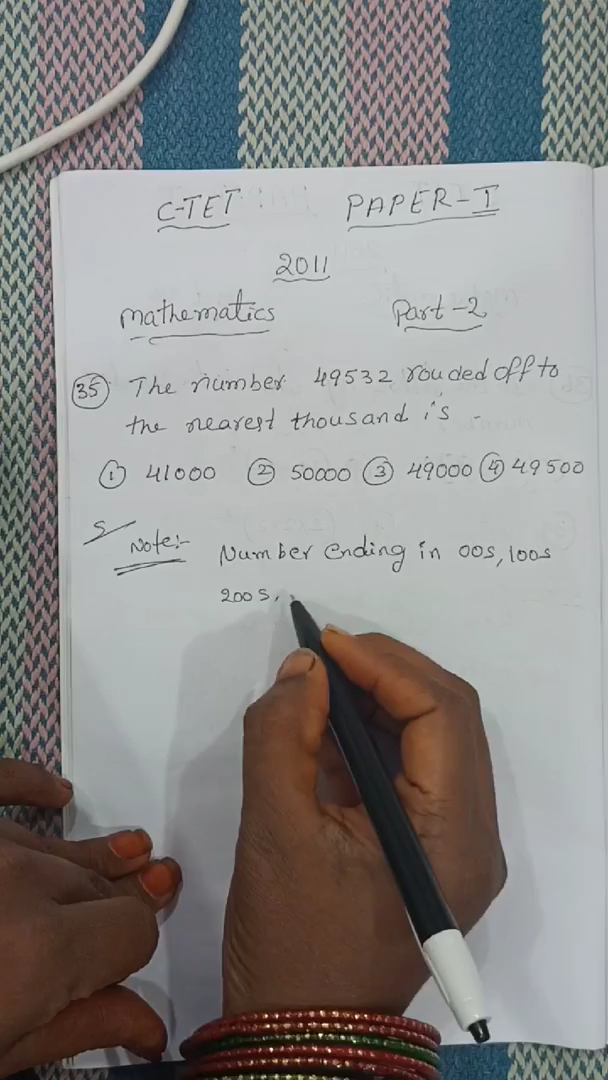 C-TET PAPER-I
2011
Mathematics Part-2
35 The number 49532 rouded off to
the nearest thousand is -
1 41000 2 50000 3 49000 4 49500
Note:- Number ending in 00s, 100s
200s,